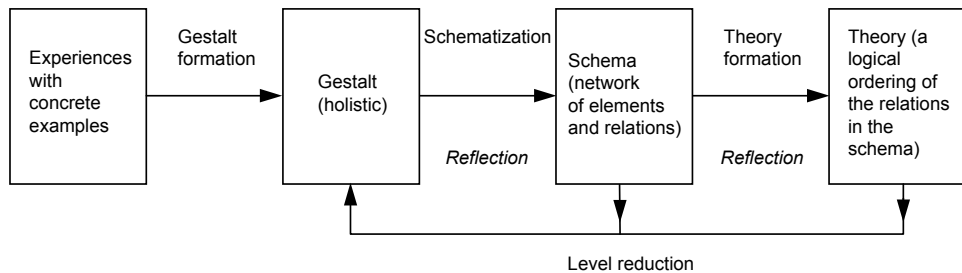 Experiences
with
concrete
examples
Gestalt
formation
Gestalt
(holistic)
Schematization
Reflection
Schema
(network
of elements
and relations)
Theory
formation
Reflection
Theory (a
logical
ordering of
the relations
in the
schema)
Level reduction